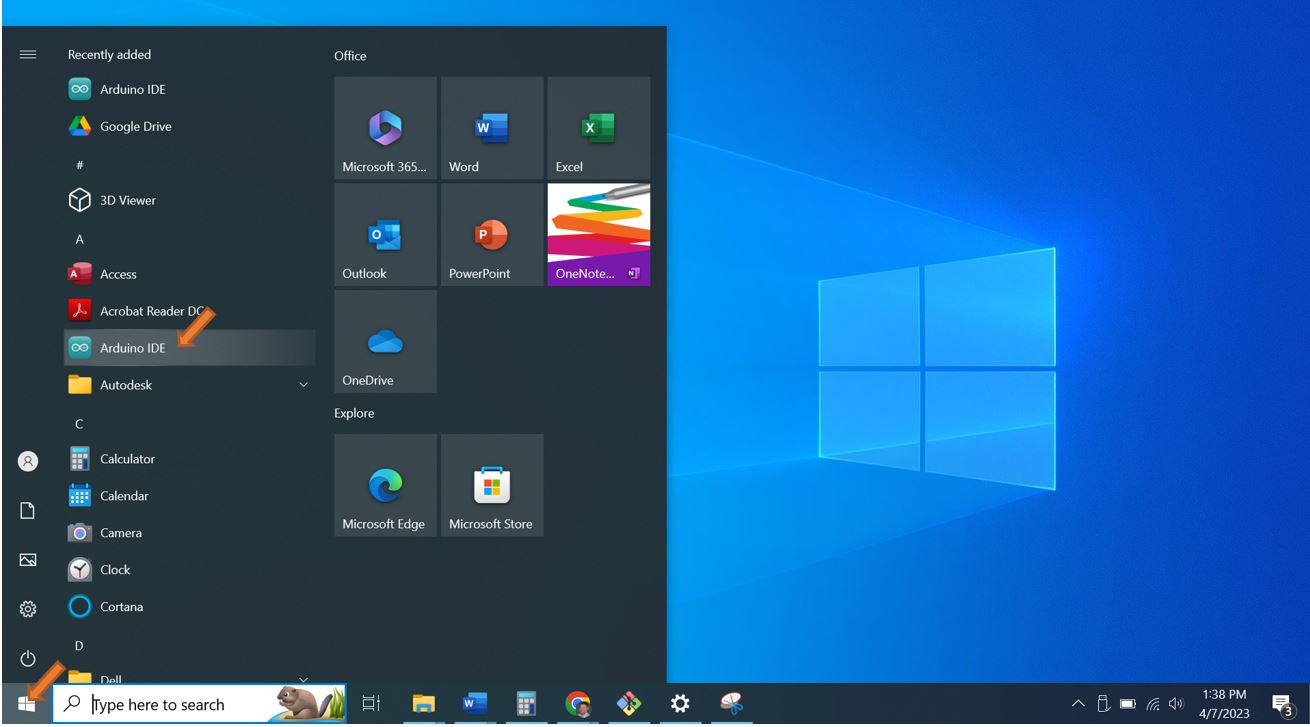 Recently added
Arduino IDE
Google Drive
#
3D Viewer
A
Access
Acrobat Reader DC
Arduino IDE
Autodesk
C
Calculator
Calendar
Camera
Clock
Cortana
D
Dell
Office
Microsoft 365...
Word
Excel
Outlook
PowerPoint
OneNote...
OneDrive
Explore
Microsoft Edge
Microsoft Store
Type here to search
1:38 PM
4/7/2023
3